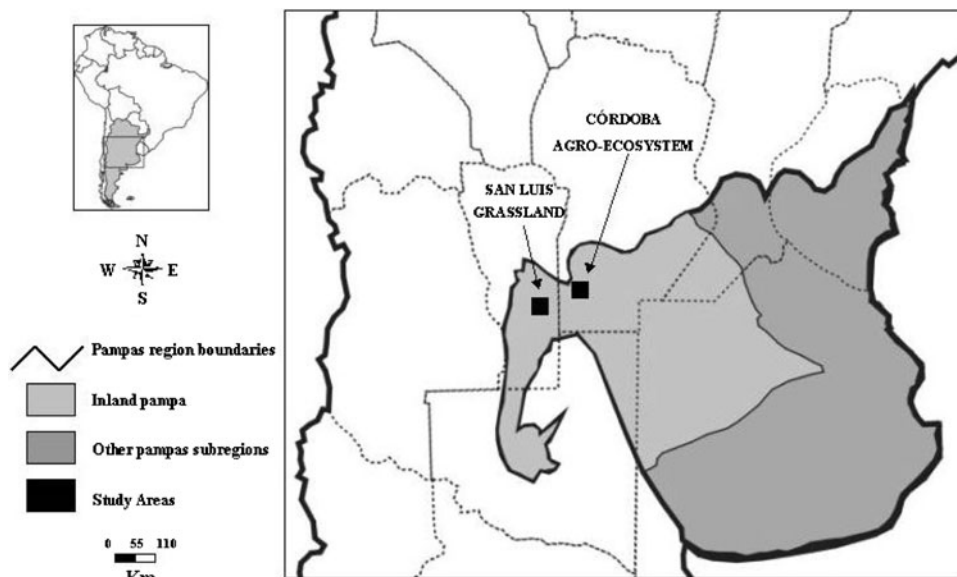 N
W E
S
Pampas region boundaries
Inland pampa
Other pampas subregions
Study Areas
0 55 110
Km
CÓRDOBA
AGRO-ECOSYSTEM
SAN LUIS
GRASSLAND